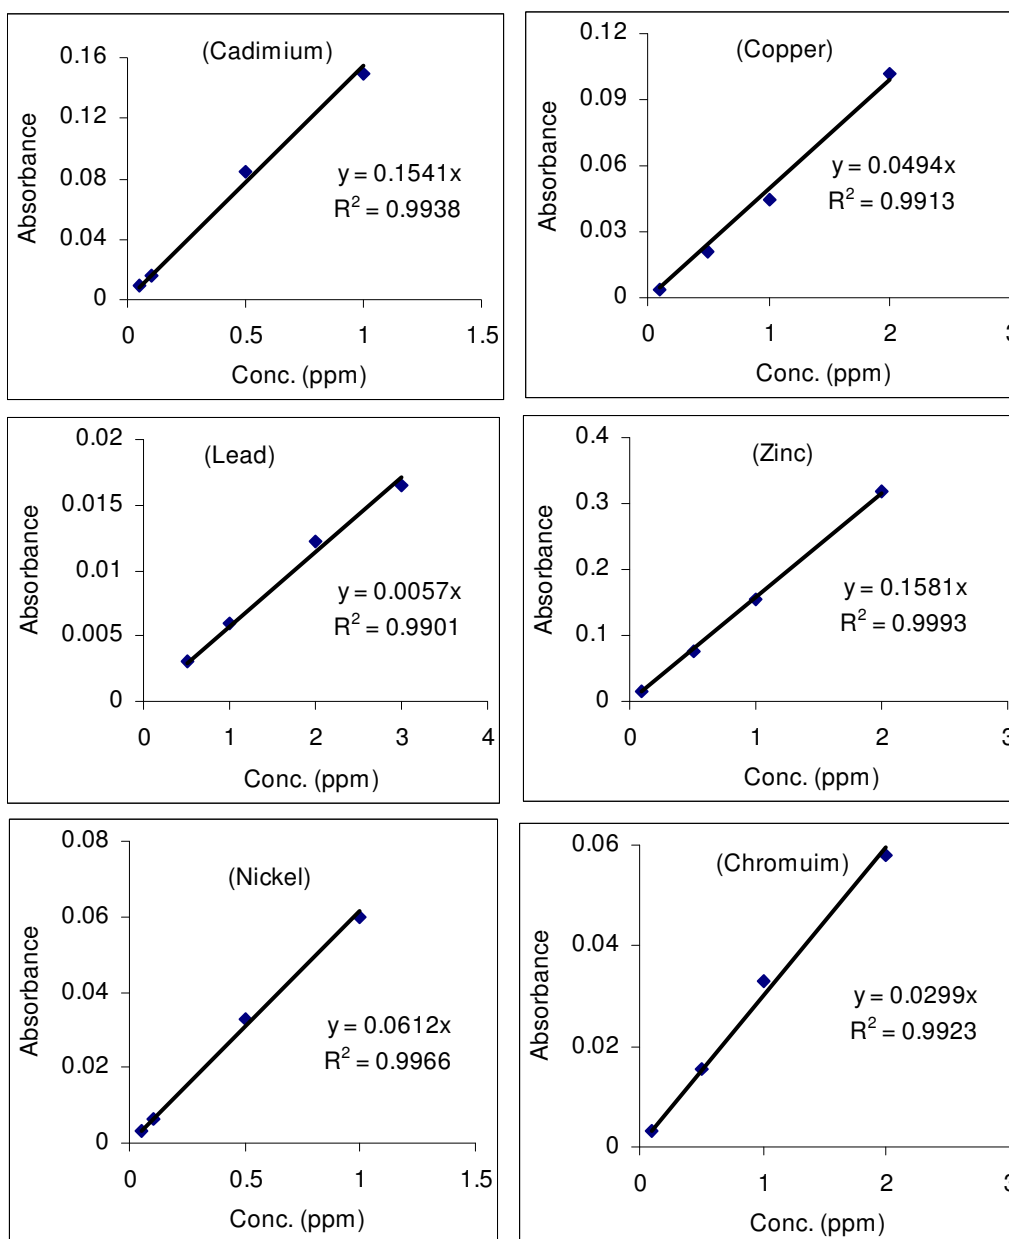 (Cadimium)
0.16
0.12
0.08
0.04
0
Absorbance
y = 0.1541x
R² = 0.9938
0 0.5 1 1.5
Conc. (ppm)
(Copper)
0.12
0.09
0.06
0.03
0
Absorbance
y = 0.0494x
R² = 0.9913
0 1 2
Conc. (ppm)
(Lead)
0.02
0.015
0.01
0.005
0
Absorbance
y = 0.0057x
R² = 0.9901
0 1 2 3 4
Conc. (ppm)
(Zinc)
0.4
0.3
0.2
0.1
0
Absorbance
y = 0.1581x
R² = 0.9993
0 1 2
Conc. (ppm)
(Nickel)
0.08
0.06
0.04
0.02
0
Absorbance
y = 0.0612x
R² = 0.9966
0 0.5 1 1.5
Conc. (ppm)
(Chromuim)
0.06
0.04
0.02
0
Absorbance
y = 0.0299x
R² = 0.9923
0 1 2
Conc. (ppm)